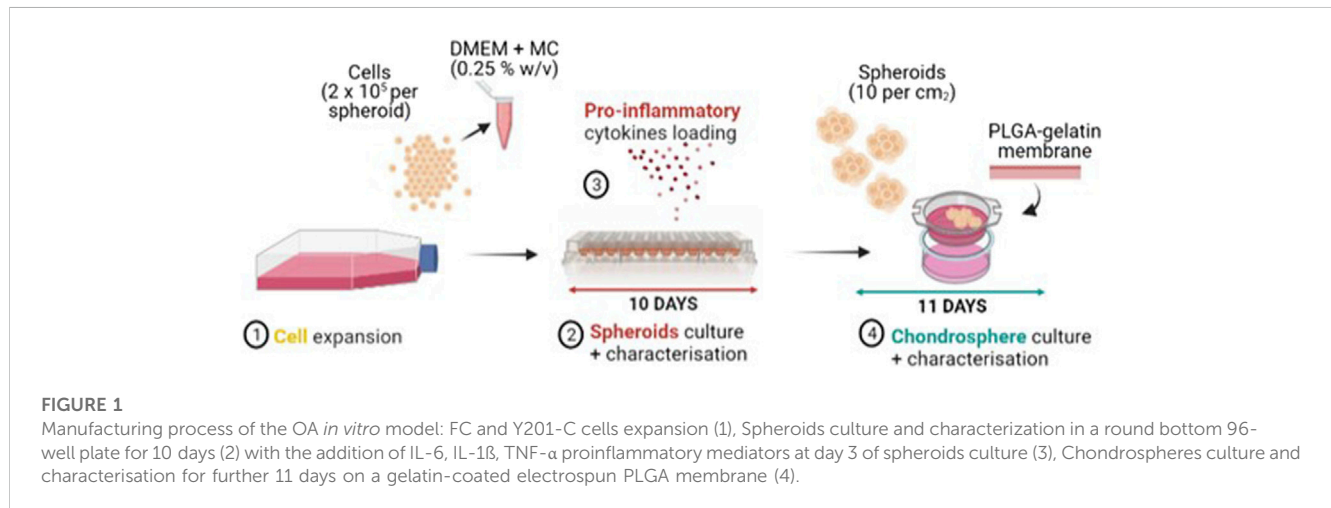 Cells
(2 x 10⁵ per
spheroid)
DMEM + MC
(0.25 % w/v)
Pro-inflammatory
cytokines loading
3
Spheroids
(10 per cm₂)
PLGA-gelatin
membrane
10 DAYS
11 DAYS
1 Cell expansion
2 Spheroids culture
+ characterisation
4 Chondrosphere culture
+ characterisation
FIGURE 1
Manufacturing process of the OA in vitro model: FC and Y201-C cells expansion (1), Spheroids culture and characterization in a round bottom 96-
well plate for 10 days (2) with the addition of IL-6, IL-1ß, TNF-α proinflammatory mediators at day 3 of spheroids culture (3), Chondrospheres culture and
characterisation for further 11 days on a gelatin-coated electrospun PLGA membrane (4).